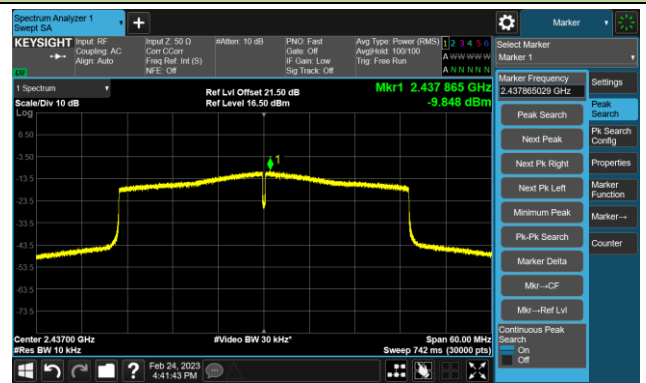 Spectrum Analyzer 1
Swept SA
Marker
KEYSIGHT
Input: RF
Coupling: AC
Align: Auto
Input Z: 50 Ω
Corr CCorr
Freq Ref: Int (S)
NFE: Off
#Atten: 10 dB
PNO: Fast
Gate: Off
IF Gain: Low
Sig Track: Off
Avg Type: Power (RMS)
Avg|Hold: 100/100
Trig: Free Run
1 2 3 4 5 6
A W W W W W
A N N N N N
LXI
1 Spectrum
Scale/Div 10 dB
Log
Ref Lvl Offset 21.50 dB
Ref Level 16.50 dBm
Mkr1 2.437 865 GHz
-9.848 dBm
6.50
-3.50
-13.5
-23.5
-33.5
-43.5
-53.5
-63.5
-73.5
1
Center 2.43700 GHz
#Res BW 10 kHz
#Video BW 30 kHz*
Span 60.00 MHz
Sweep 742 ms (30000 pts)
Select Marker
Marker 1
Marker Frequency
2.437865029 GHz
Peak Search
Next Peak
Next Pk Right
Next Pk Left
Minimum Peak
Pk-Pk Search
Marker Delta
Mkr→CF
Mkr→Ref Lvl
Continuous Peak
Search
On
Off
Settings
Peak
Search
Pk Search
Config
Properties
Marker
Function
Marker→
Counter
?
Feb 24, 2023
4:41:43 PM